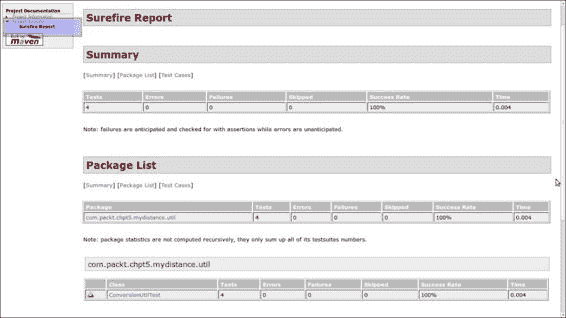 Project Documentation
Project Information
Surefire Report
maven
Surefire Report
Summary
[Summary] [Package List] [Test Cases]
Tests Errors Failures Skipped Success Rate Time
4 0 0 0 100% 0.004
Note: failures are anticipated and checked for with assertions while errors are unanticipated.
Package List
[Summary] [Package List] [Test Cases]
Package Tests Errors Failures Skipped Success Rate Time
com.packt.chpt5.mydistance.util 4 0 0 0 100% 0.004
Note: package statistics are not computed recursively, they only sum up all of its testsuites numbers.
com.packt.chpt5.mydistance.util
Class Tests Errors Failures Skipped Success Rate Time
ConversionUtilTest 4 0 0 0 100% 0.004